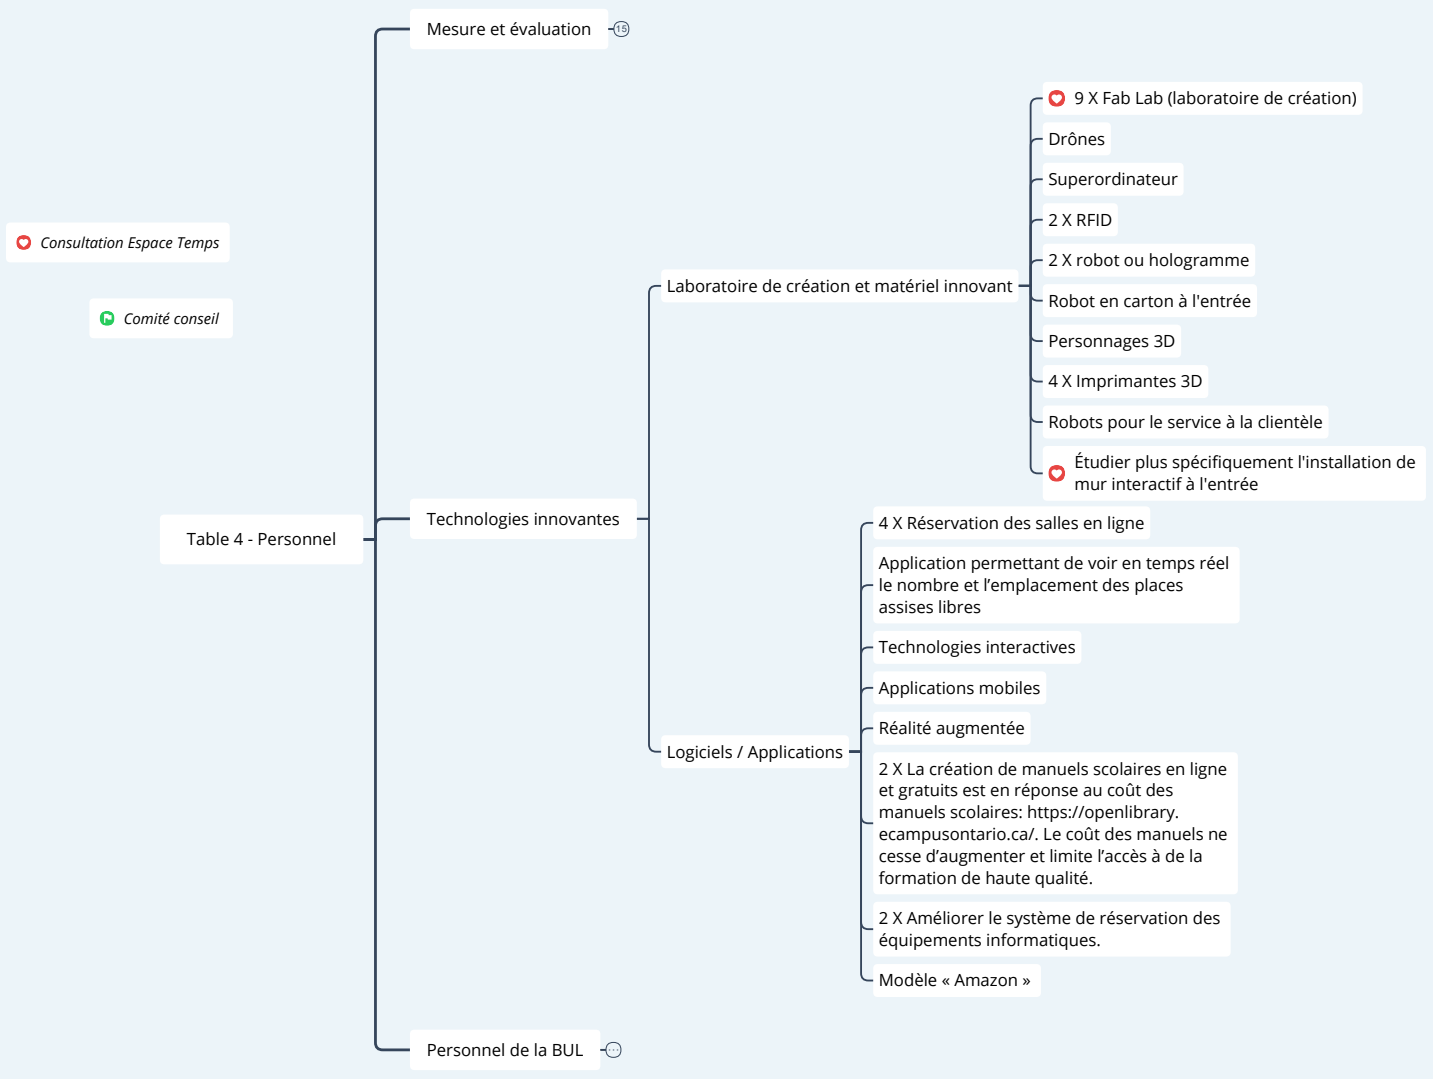 Mesure et évaluation
15
9 X Fab Lab (laboratoire de création)
Drônes
Superordinateur
2 X RFID
Consultation Espace Temps
2 X robot ou hologramme
Laboratoire de création et matériel innovant
Robot en carton à l'entrée
Comité conseil
Personnages 3D
4 X Imprimantes 3D
Robots pour le service à la clientèle
Étudier plus spécifiquement l'installation de
mur interactif à l'entrée
Table 4 - Personnel
Technologies innovantes
4 X Réservation des salles en ligne
Application permettant de voir en temps réel
le nombre et l’emplacement des places
assises libres
Technologies interactives
Applications mobiles
Réalité augmentée
Logiciels / Applications
2 X La création de manuels scolaires en ligne
et gratuits est en réponse au coût des
manuels scolaires: https://openlibrary.
ecampusontario.ca/. Le coût des manuels ne
cesse d’augmenter et limite l’accès à de la
formation de haute qualité.
2 X Améliorer le système de réservation des
équipements informatiques.
Modèle « Amazon »
Personnel de la BUL